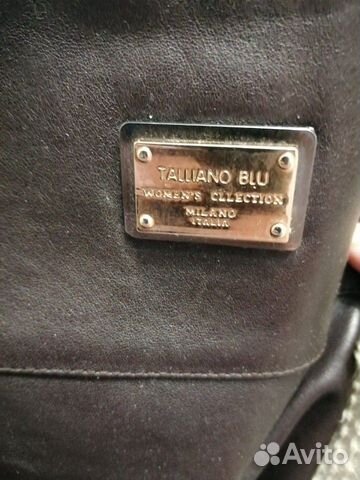 TALLIANO BLU
WOMEN'S CLLECTION
MILANO
ITALIA
Avito